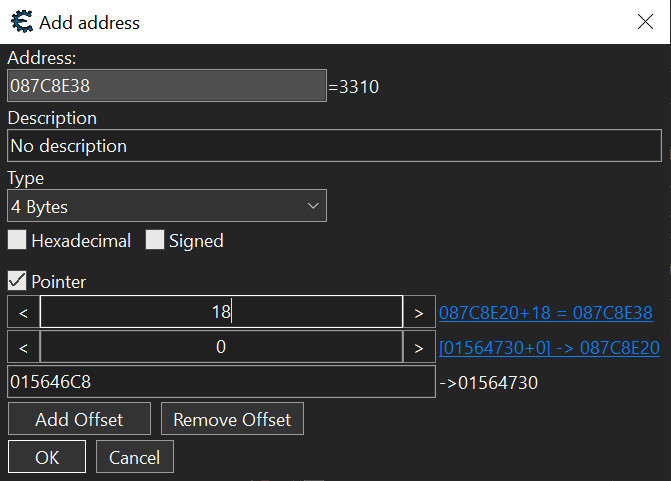 Add address
Address:
087C8E38 =3310
Description
No description
Type
4 Bytes
Hexadecimal Signed
Pointer
< 18 > 087C8E20+18 = 087C8E38
< 0 > [01564730+0] -> 087C8E20
015646C8 ->01564730
Add Offset Remove Offset
OK Cancel